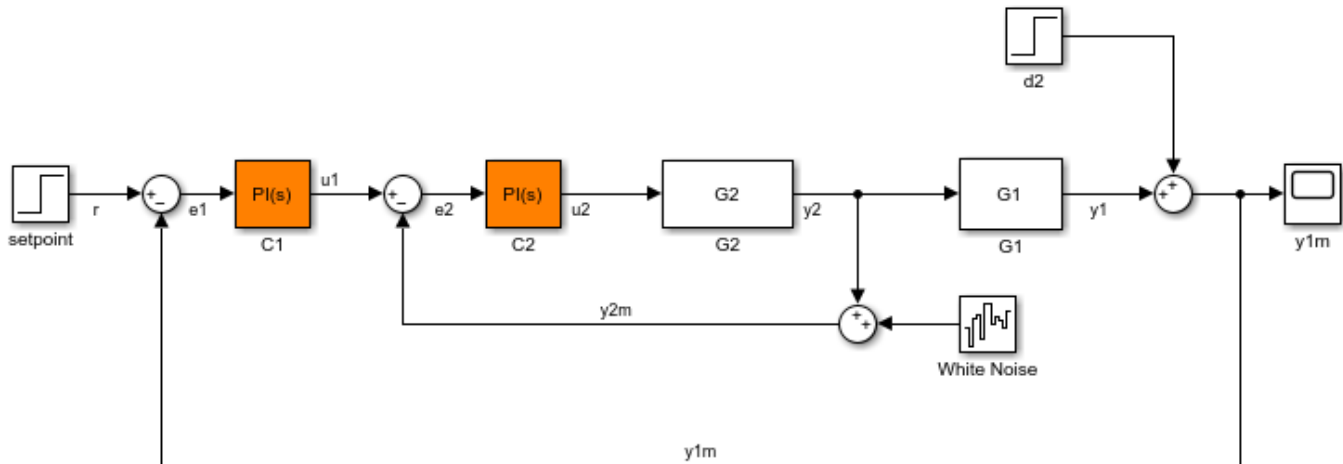 d2
PI(s)
u1
PI(s)
G2
G1
r
e1
e2
u2
y2
y1
setpoint
C1
C2
G2
G1
y1m
y2m
White Noise
y1m